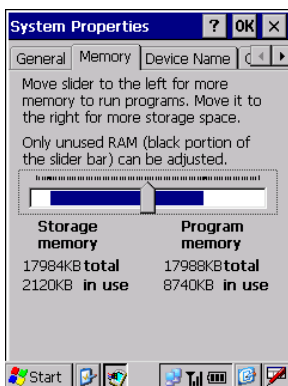 System Properties ? OK ×
General Memory Device Name
Move slider to the left for more
memory to run programs. Move it to
the right for more storage space.
Only unused RAM (black portion of
the slider bar) can be adjusted.
Storage memory
Program memory
17984KB total
17988KB total
2120KB in use
8740KB in use
Start